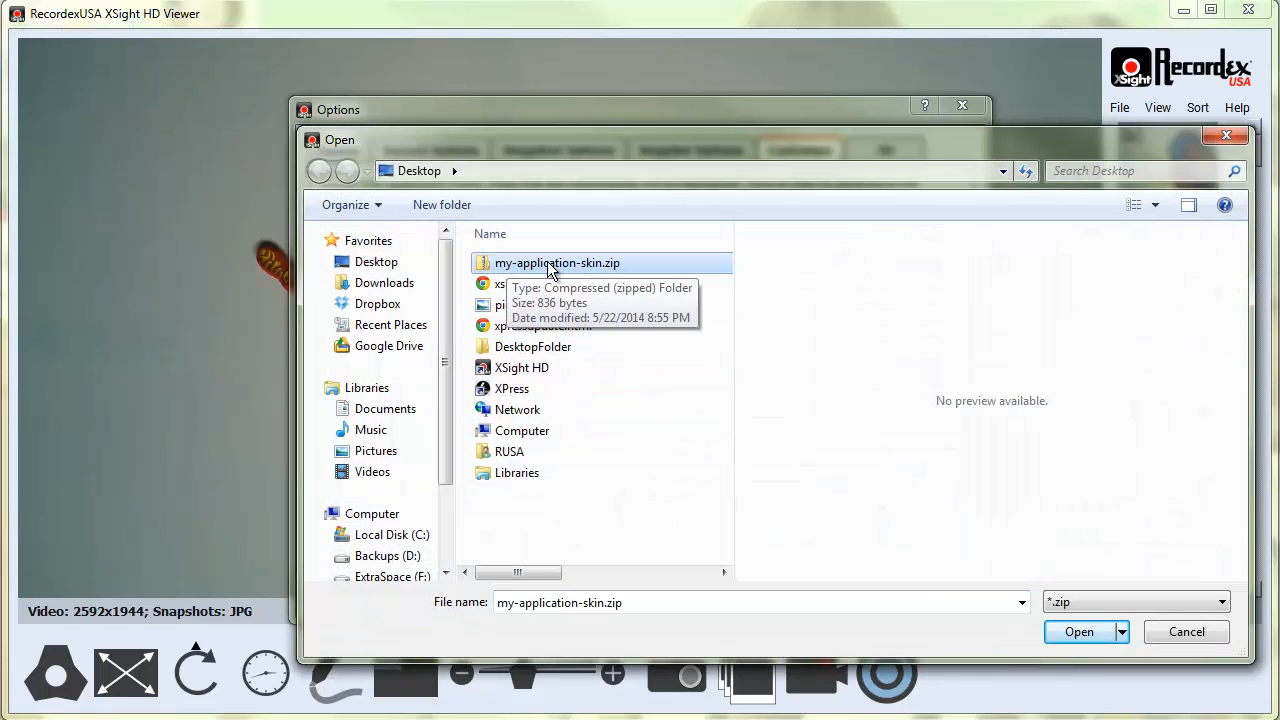 RecordexUSA XSight HD Viewer
XSight Recordex USA
File View Sort Help
Options
Open
Desktop
Search Desktop
Organize New folder
Name
Favorites
Desktop
Downloads
Dropbox
Recent Places
Google Drive
Libraries
Documents
Music
Pictures
Videos
Computer
Local Disk (C:)
Backups (D:)
ExtraSpace (F:)
my-application-skin.zip
Type: Compressed (zipped) Folder
Size: 836 bytes
Date modified: 5/22/2014 8:55 PM
DesktopFolder
XSight HD
XPress
Network
Computer
RUSA
Libraries
No preview available.
File name: my-application-skin.zip *.zip
Open Cancel
Video: 2592x1944; Snapshots: JPG